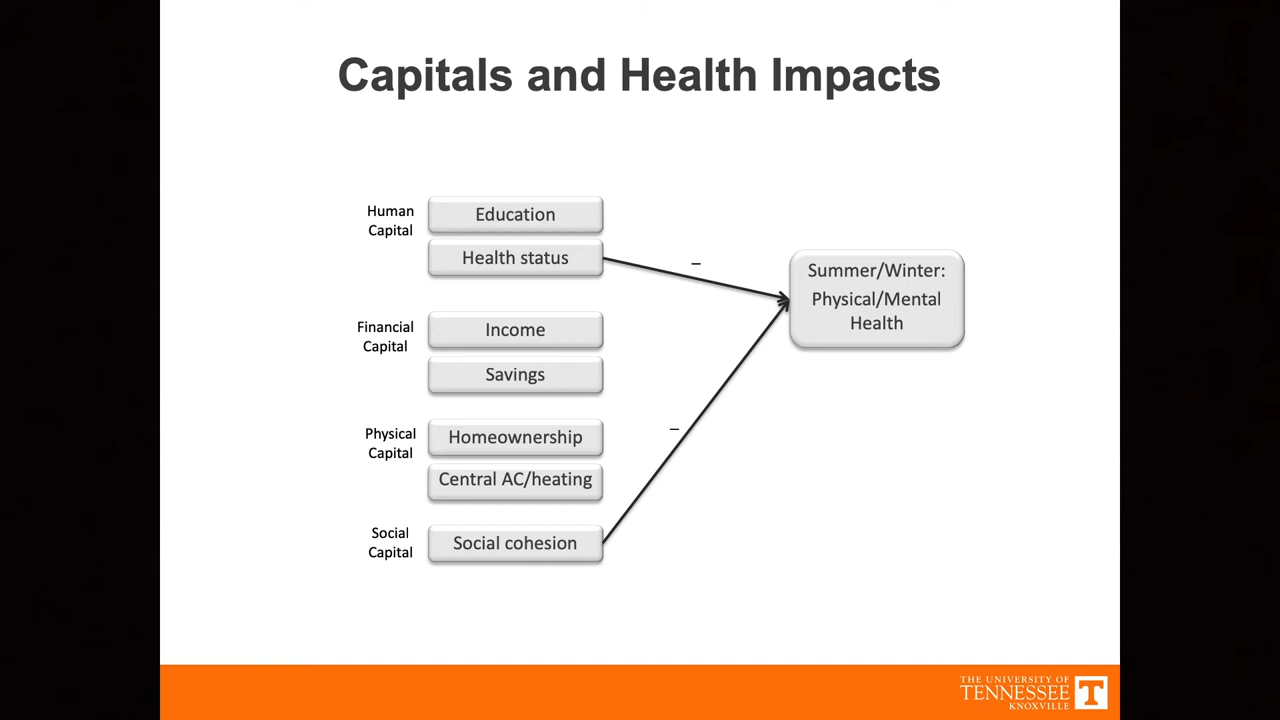 Capitals and Health Impacts
Human
Capital
Education
Health status
–
Summer/Winter:
Physical/Mental
Health
Financial
Capital
Income
Savings
Physical
Capital
Homeownership
Central AC/heating
–
Social
Capital
Social cohesion
THE UNIVERSITY OF
TENNESSEE
KNOXVILLE
T